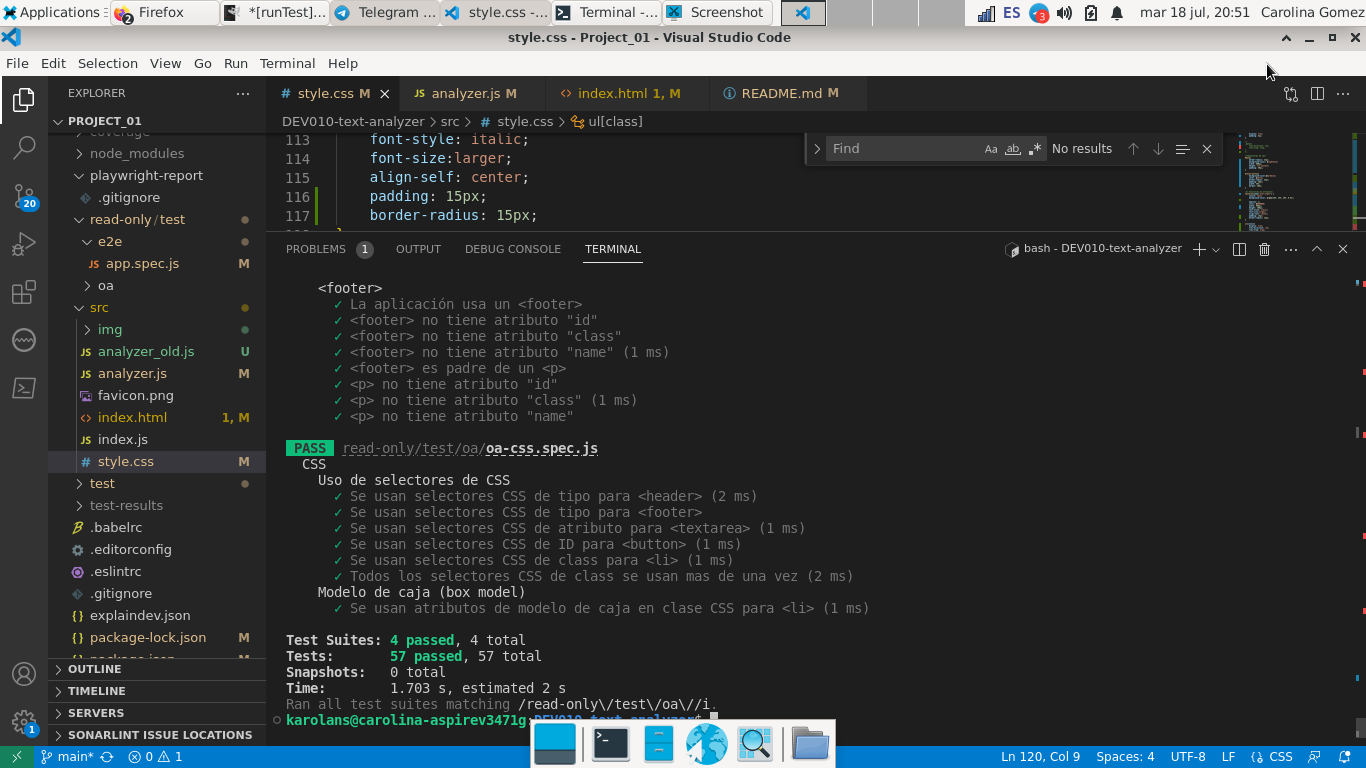 Applications
Firefox
2
*[runTest]...
Telegram ...
style.css -...
Terminal -...
Screenshot
ES
3
mar 18 jul, 20:51
Carolina Gomez
style.css - Project_01 - Visual Studio Code
File Edit Selection View Go Run Terminal Help
EXPLORER
PROJECT_01
coverage
node_modules
playwright-report
.gitignore
read-only/test
e2e
JS app.spec.js M
oa
src
img
JS analyzer_old.js U
JS analyzer.js M
favicon.png
<> index.html 1, M
JS index.js
# style.css M
test
test-results
.babelrc
.editorconfig
.eslintrc
.gitignore
{} explaindev.json
{} package-lock.json M
OUTLINE
TIMELINE
SERVERS
SONARLINT ISSUE LOCATIONS
20
1
# style.css M
JS analyzer.js M
<> index.html 1, M
README.md M
DEV010-text-analyzer > src > # style.css > ul[class]
113 font-style: italic;
114 font-size:larger;
115 align-self: center;
116 padding: 15px;
117 border-radius: 15px;
Find
Aa ab .*
No results
PROBLEMS 1 OUTPUT DEBUG CONSOLE TERMINAL
bash - DEV010-text-analyzer
<footer>
✓ La aplicación usa un <footer>
✓ <footer> no tiene atributo "id"
✓ <footer> no tiene atributo "class"
✓ <footer> no tiene atributo "name" (1 ms)
✓ <footer> es padre de un <p>
✓ <p> no tiene atributo "id"
✓ <p> no tiene atributo "class" (1 ms)
✓ <p> no tiene atributo "name"
PASS read-only/test/oa/oa-css.spec.js
CSS
Uso de selectores de CSS
✓ Se usan selectores CSS de tipo para <header> (2 ms)
✓ Se usan selectores CSS de tipo para <footer>
✓ Se usan selectores CSS de atributo para <textarea> (1 ms)
✓ Se usan selectores CSS de ID para <button> (1 ms)
✓ Se usan selectores CSS de class para <li> (1 ms)
✓ Todos los selectores CSS de class se usan mas de una vez (2 ms)
Modelo de caja (box model)
✓ Se usan atributos de modelo de caja en clase CSS para <li> (1 ms)
Test Suites: 4 passed, 4 total
Tests: 57 passed, 57 total
Snapshots: 0 total
Time: 1.703 s, estimated 2 s
Ran all test suites matching /read-only\/test\/oa\//i.
karolans@carolina-aspirev3471g:
main* 0 1
Ln 120, Col 9 Spaces: 4 UTF-8 LF {} CSS